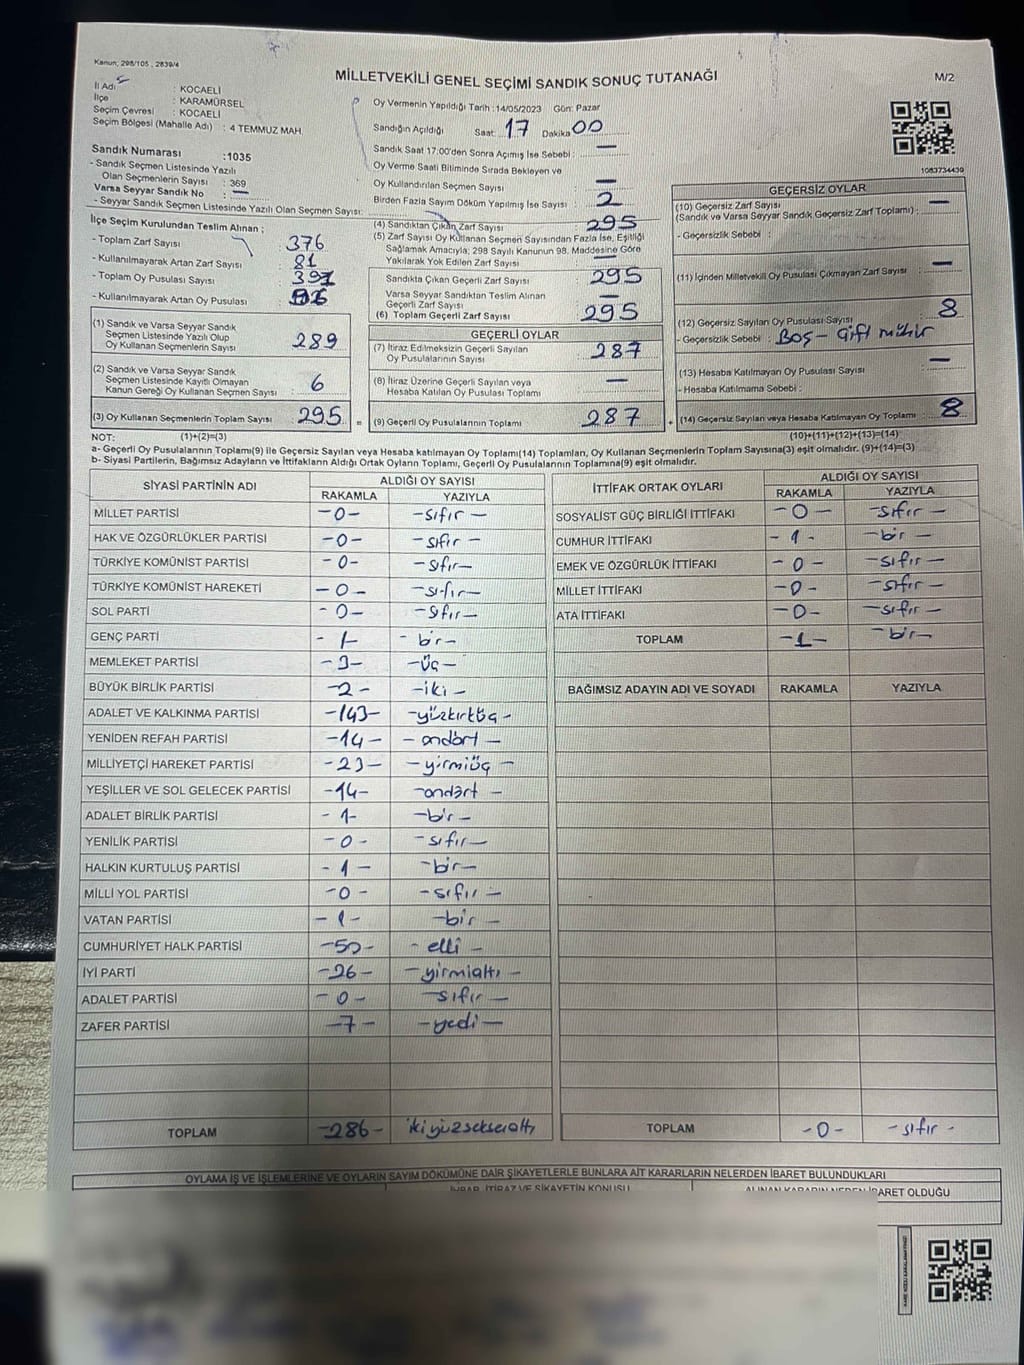 Kanun; 298/105 , 2839/4
MİLLETVEKİLİ GENEL SEÇİMİ SANDIK SONUÇ TUTANAĞI
M/2
İl Adı : KOCAELİ
İlçe : KARAMÜRSEL
Seçim Çevresi : KOCAELİ
Seçim Bölgesi (Mahalle Adı) : 4 TEMMUZ MAH.
Sandık Numarası :1035
- Sandık Seçmen Listesinde Yazılı
Olan Seçmenlerin Sayısı : 369
Varsa Seyyar Sandık No : —
- Seyyar Sandık Seçmen Listesinde Yazılı Olan Seçmen Sayısı:
İlçe Seçim Kurulundan Teslim Alınan ;
- Toplam Zarf Sayısı : 376
- Kullanılmayarak Artan Zarf Sayısı : 81
- Toplam Oy Pusulası Sayısı :
- Kullanılmayarak Artan Oy Pusulası :
(1) Sandık ve Varsa Seyyar Sandık
Seçmen Listesinde Yazılı Olup
Oy Kullanan Seçmenlerin Sayısı : 289
(2) Sandık ve Varsa Seyyar Sandık
Seçmen Listesinde Kayıtlı Olmayan
Kanun Gereği Oy Kullanan Seçmen Sayısı : 6
(3) Oy Kullanan Seçmenlerin Toplam Sayısı : 295 =
Oy Vermenin Yapıldığı Tarih :14/05/2023 Gün: Pazar
Sandığın Açıldığı Saat: 17 Dakika 00
Sandık Saat 17:00'den Sonra Açımış İse Sebebi : —
Oy Verme Saati Bitiminde Sırada Bekleyen ve
Oy Kullandırılan Seçmen Sayısı : —
Birden Fazla Sayım Döküm Yapılmış İse Sayısı : 2
(4) Sandıktan Çıkan Zarf Sayısı : 295
(5) Zarf Sayısı Oy Kullanan Seçmen Sayısından Fazla İse, Eşitliği
Sağlamak Amacıyla, 298 Sayılı Kanunun 98. Maddesine Göre
Yakılarak Yok Edilen Zarf Sayısı : —
Sandıkta Çıkan Geçerli Zarf Sayısı : 295
Varsa Seyyar Sandıktan Teslim Alınan
Geçerli Zarf Sayısı : —
(6) Toplam Geçerli Zarf Sayısı : 295
GEÇERLİ OYLAR
(7) İtiraz Edilmeksizin Geçerli Sayılan
Oy Pusulalarının Sayısı : 287
(8) İtiraz Üzerine Geçerli Sayılan veya
Hesaba Katılan Oy Pusulası Toplamı : —
(9) Geçerli Oy Pusulalarının Toplamı : 287 +
1083734439
GEÇERSİZ OYLAR
(10) Geçersiz Zarf Sayısı
(Sandık ve Varsa Seyyar Sandık Geçersiz Zarf Toplamı) : —
- Geçersizlik Sebebi :
(11) İçinden Milletvekili Oy Pusulası Çıkmayan Zarf Sayısı : —
(12) Geçersiz Sayılan Oy Pusulası Sayısı : 8
- Geçersizlik Sebebi : Boş - Çift mühür
(13) Hesaba Katılmayan Oy Pusulası Sayısı : —
- Hesaba Katılmama Sebebi :
(14) Geçersiz Sayılan veya Hesaba Katılmayan Oy Toplamı : 8
NOT: (1)+(2)=(3) (10)+(11)+(12)+(13)=(14)
a- Geçerli Oy Pusulalarının Toplamı(9) ile Geçersiz Sayılan veya Hesaba katılmayan Oy Toplamı(14) Toplamları, Oy Kullanan Seçmenlerin Toplam Sayısına(3) eşit olmalıdır. (9)+(14)=(3)
b- Siyasi Partilerin, Bağımsız Adayların ve İttifakların Aldığı Ortak Oyların Toplamı, Geçerli Oy Pusulalarının Toplamına(9) eşit olmalıdır.
SİYASİ PARTİNİN ADI ALDIĞI OY SAYISI
RAKAMLA YAZIYLA
MİLLET PARTİSİ -0- -sıfır-
HAK VE ÖZGÜRLÜKLER PARTİSİ -0- -sıfır-
TÜRKİYE KOMÜNİST PARTİSİ -0- -sıfır-
TÜRKİYE KOMÜNİST HAREKETİ -0- -sıfır-
SOL PARTİ -0- -sıfır-
GENÇ PARTİ -1- -bir-
MEMLEKET PARTİSİ -3- -üç-
BÜYÜK BİRLİK PARTİSİ -2- -iki-
ADALET VE KALKINMA PARTİSİ -143- -yüzkırküç-
YENİDEN REFAH PARTİSİ -14- -ondört-
MİLLİYETÇİ HAREKET PARTİSİ -23- -yirmiüç-
YEŞİLLER VE SOL GELECEK PARTİSİ -14- -ondört-
ADALET BİRLİK PARTİSİ -1- -bir-
YENİLİK PARTİSİ -0- -sıfır-
HALKIN KURTULUŞ PARTİSİ -1- -bir-
MİLLİ YOL PARTİSİ -0- -sıfır-
VATAN PARTİSİ -1- -bir-
CUMHURİYET HALK PARTİSİ -50- -elli-
İYİ PARTİ -26- -yirmialtı-
ADALET PARTİSİ -0- -sıfır-
ZAFER PARTİSİ -7- -yedi-
TOPLAM -286- ikiyüzseksenaltı
İTTİFAK ORTAK OYLARI ALDIĞI OY SAYISI
RAKAMLA YAZIYLA
SOSYALİST GÜÇ BİRLİĞİ İTTİFAKI -0- -sıfır-
CUMHUR İTTİFAKI -1- -bir-
EMEK VE ÖZGÜRLÜK İTTİFAKI -0- -sıfır-
MİLLET İTTİFAKI -0- -sıfır-
ATA İTTİFAKI -0- -sıfır-
TOPLAM -1- -bir-
BAĞIMSIZ ADAYIN ADI VE SOYADI RAKAMLA YAZIYLA
TOPLAM -0- -sıfır-
OYLAMA İŞ VE İŞLEMLERİNE VE OYLARIN SAYIM DÖKÜMÜNE DAİR ŞİKAYETLERLE BUNLARA AİT KARARLARIN NELERDEN İBARET BULUNDUKLARI
İHBAR, İTİRAZ VE ŞİKAYETİN KONUSU ALINAN KARARIN NEDEN İBARET OLDUĞU